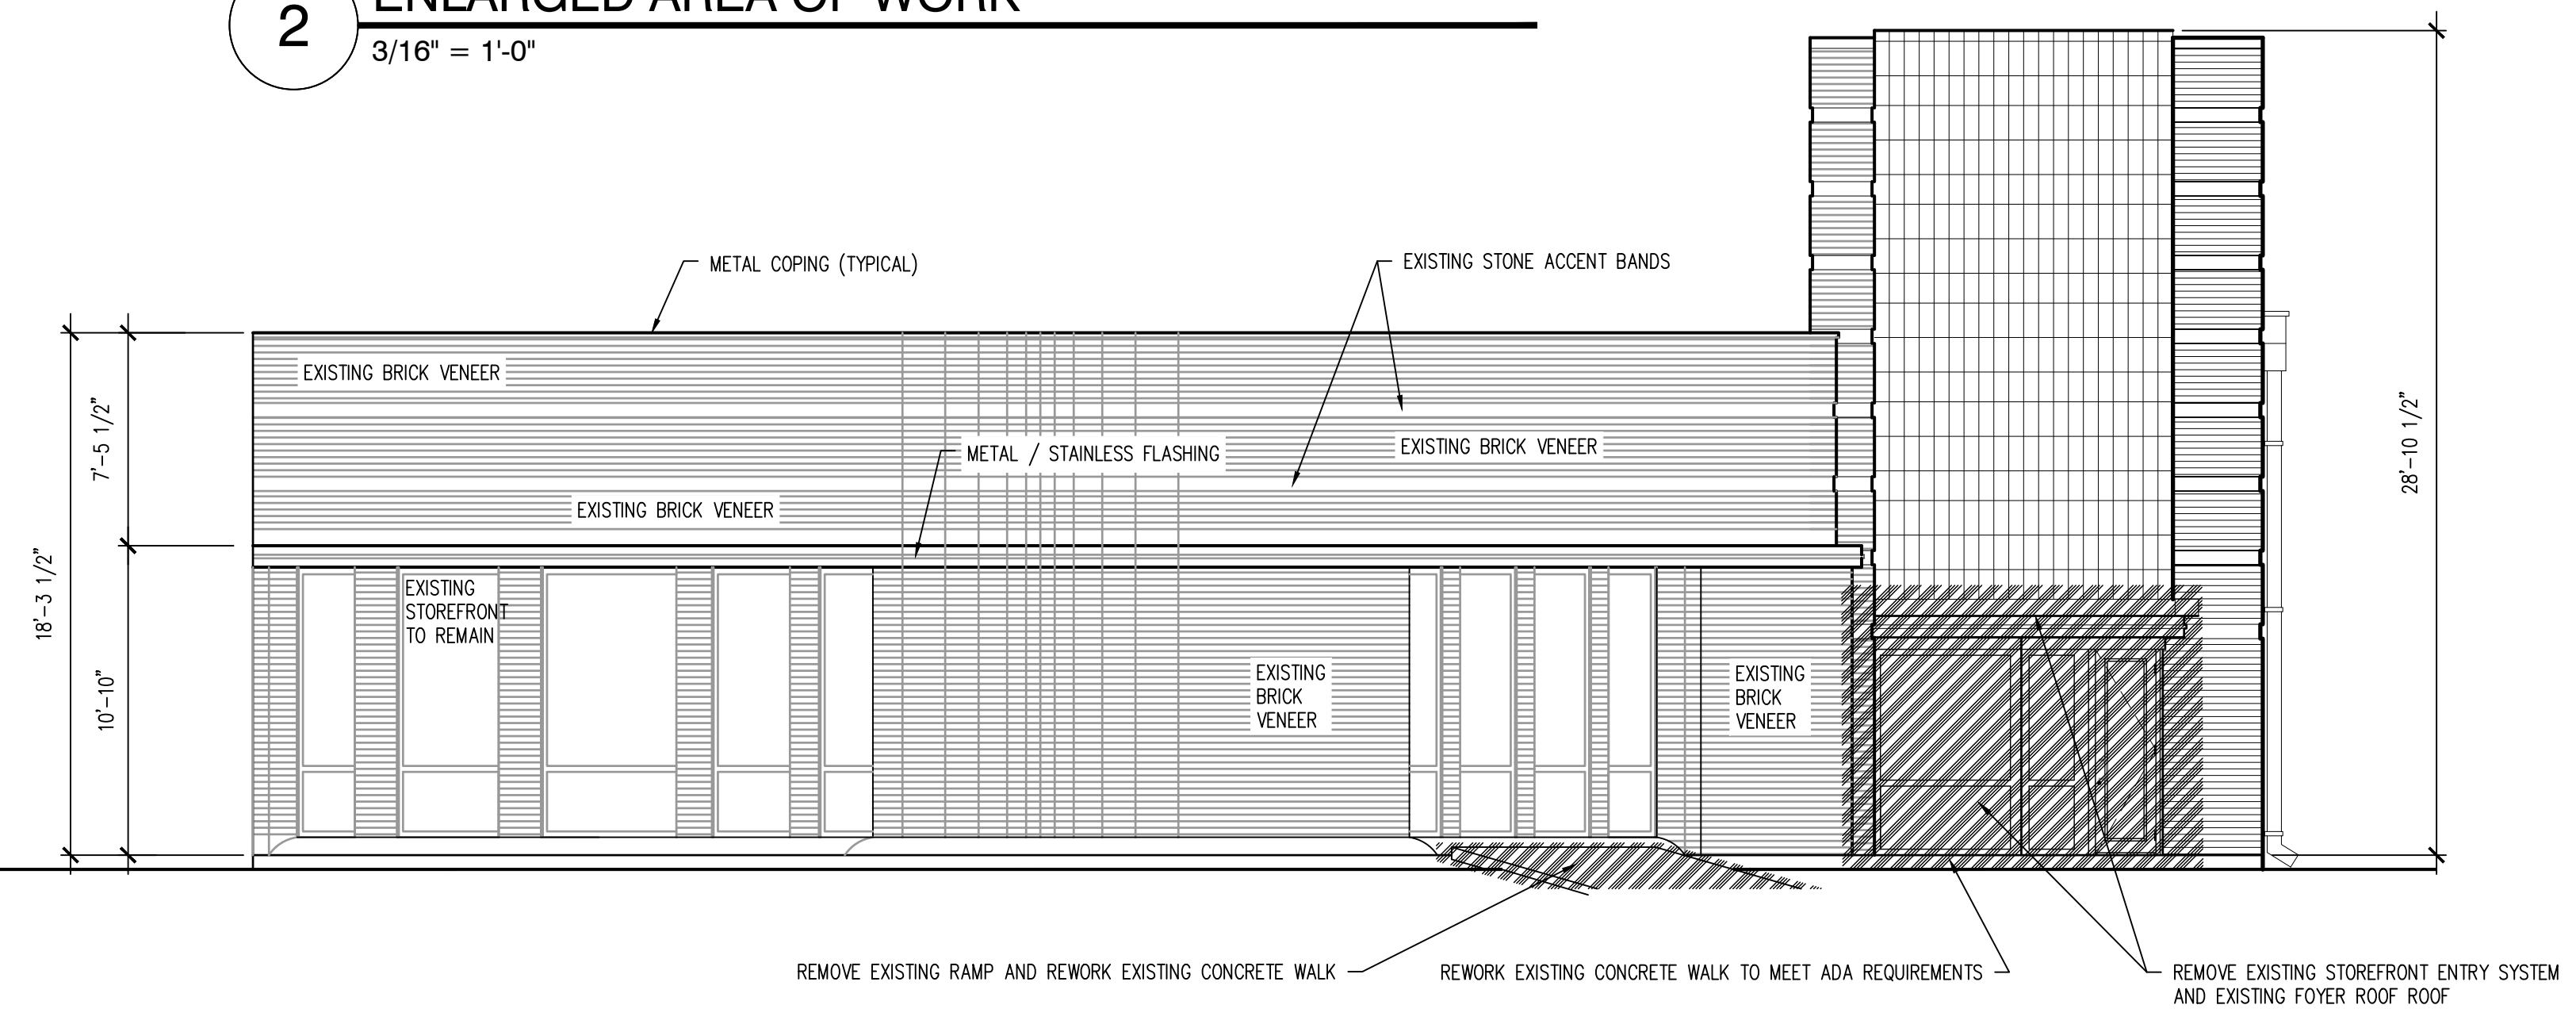 ENLARGED AREA OF WORK
2
3/16" = 1'-0"
METAL COPING (TYPICAL)
EXISTING STONE ACCENT BANDS
EXISTING BRICK VENEER
7'-5 1/2"
28'-10 1/2"
METAL / STAINLESS FLASHING
EXISTING BRICK VENEER
EXISTING BRICK VENEER
18'-3 1/2"
EXISTING
STOREFRONT
TO REMAIN
10'-10"
EXISTING
BRICK
VENEER
EXISTING
BRICK
VENEER
REMOVE EXISTING RAMP AND REWORK EXISTING CONCRETE WALK
REWORK EXISTING CONCRETE WALK TO MEET ADA REQUIREMENTS
REMOVE EXISTING STOREFRONT ENTRY SYSTEM
AND EXISTING FOYER ROOF ROOF